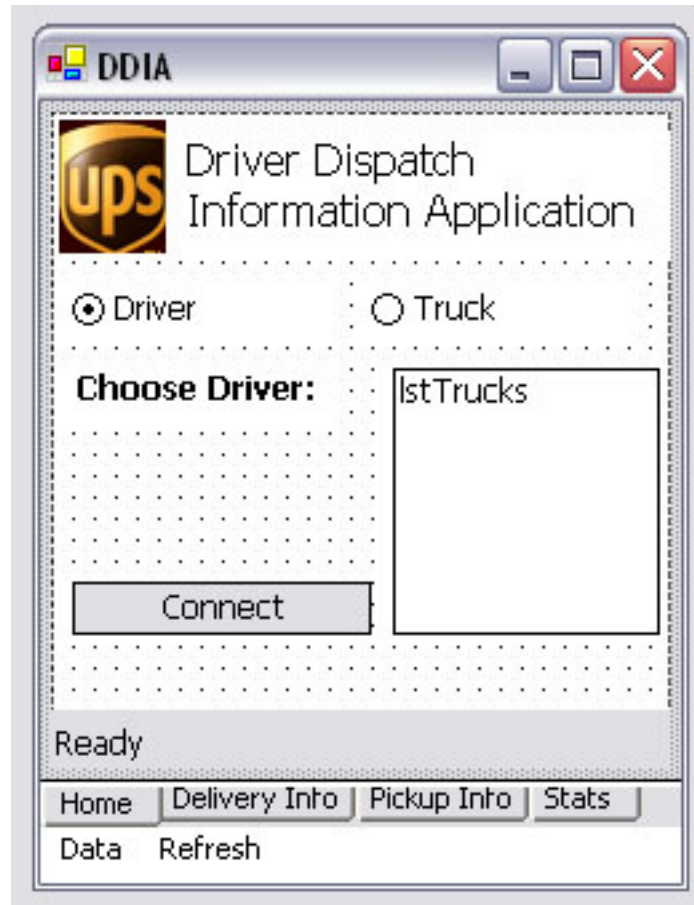 DDIA
ups
Driver Dispatch
Information Application
Driver
Truck
Choose Driver:
lstTrucks
Connect
Ready
Home
Delivery Info
Pickup Info
Stats
Data
Refresh